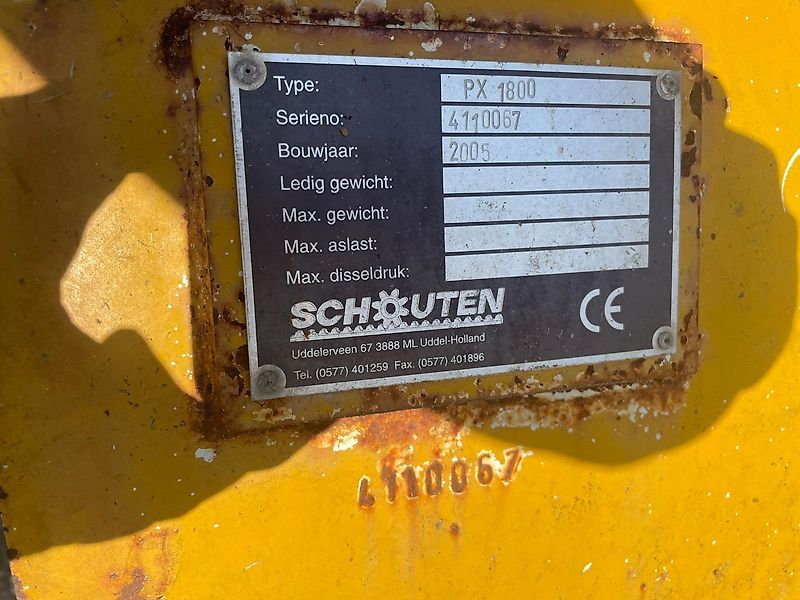 Type: PX 1800
Serieno: 4110067
Bouwjaar: 2005
Ledig gewicht:
Max. gewicht:
Max. aslast:
Max. disseldruk:
SCHOUTEN
CE
Uddelerveen 67 3888 ML Uddel-Holland
Tel. (0577) 401259 Fax. (0577) 401896
4110067